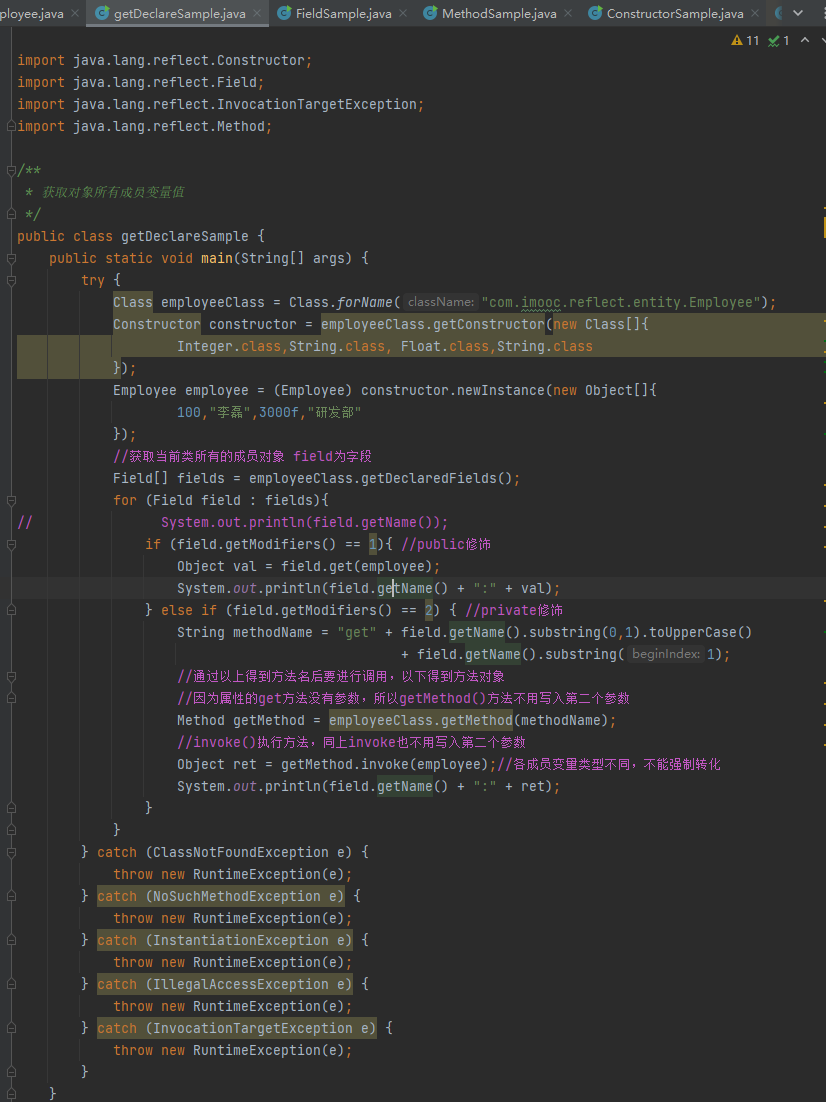 ployee.java × getDeclareSample.java × FieldSample.java × MethodSample.java × ConstructorSample.java ×
11 1
import java.lang.reflect.Constructor;
import java.lang.reflect.Field;
import java.lang.reflect.InvocationTargetException;
import java.lang.reflect.Method;
/**
* 获取对象所有成员变量值
*/
public class getDeclareSample {
public static void main(String[] args) {
try {
Class employeeClass = Class.forName( className: "com.imooc.reflect.entity.Employee");
Constructor constructor = employeeClass.getConstructor(new Class[]{
Integer.class,String.class, Float.class,String.class
});
Employee employee = (Employee) constructor.newInstance(new Object[]{
100,"李磊",3000f,"研发部"
});
//获取当前类所有的成员对象 field为字段
Field[] fields = employeeClass.getDeclaredFields();
for (Field field : fields){
// System.out.println(field.getName());
if (field.getModifiers() == 1){ //public修饰
Object val = field.get(employee);
System.out.println(field.getName() + ":" + val);
} else if (field.getModifiers() == 2) { //private修饰
String methodName = "get" + field.getName().substring(0,1).toUpperCase()
+ field.getName().substring( beginIndex: 1);
//通过以上得到方法名后要进行调用，以下得到方法对象
//因为属性的get方法没有参数，所以getMethod()方法不用写入第二个参数
Method getMethod = employeeClass.getMethod(methodName);
//invoke()执行方法，同上invoke也不用写入第二个参数
Object ret = getMethod.invoke(employee);//各成员变量类型不同，不能强制转化
System.out.println(field.getName() + ":" + ret);
}
}
} catch (ClassNotFoundException e) {
throw new RuntimeException(e);
} catch (NoSuchMethodException e) {
throw new RuntimeException(e);
} catch (InstantiationException e) {
throw new RuntimeException(e);
} catch (IllegalAccessException e) {
throw new RuntimeException(e);
} catch (InvocationTargetException e) {
throw new RuntimeException(e);
}
}